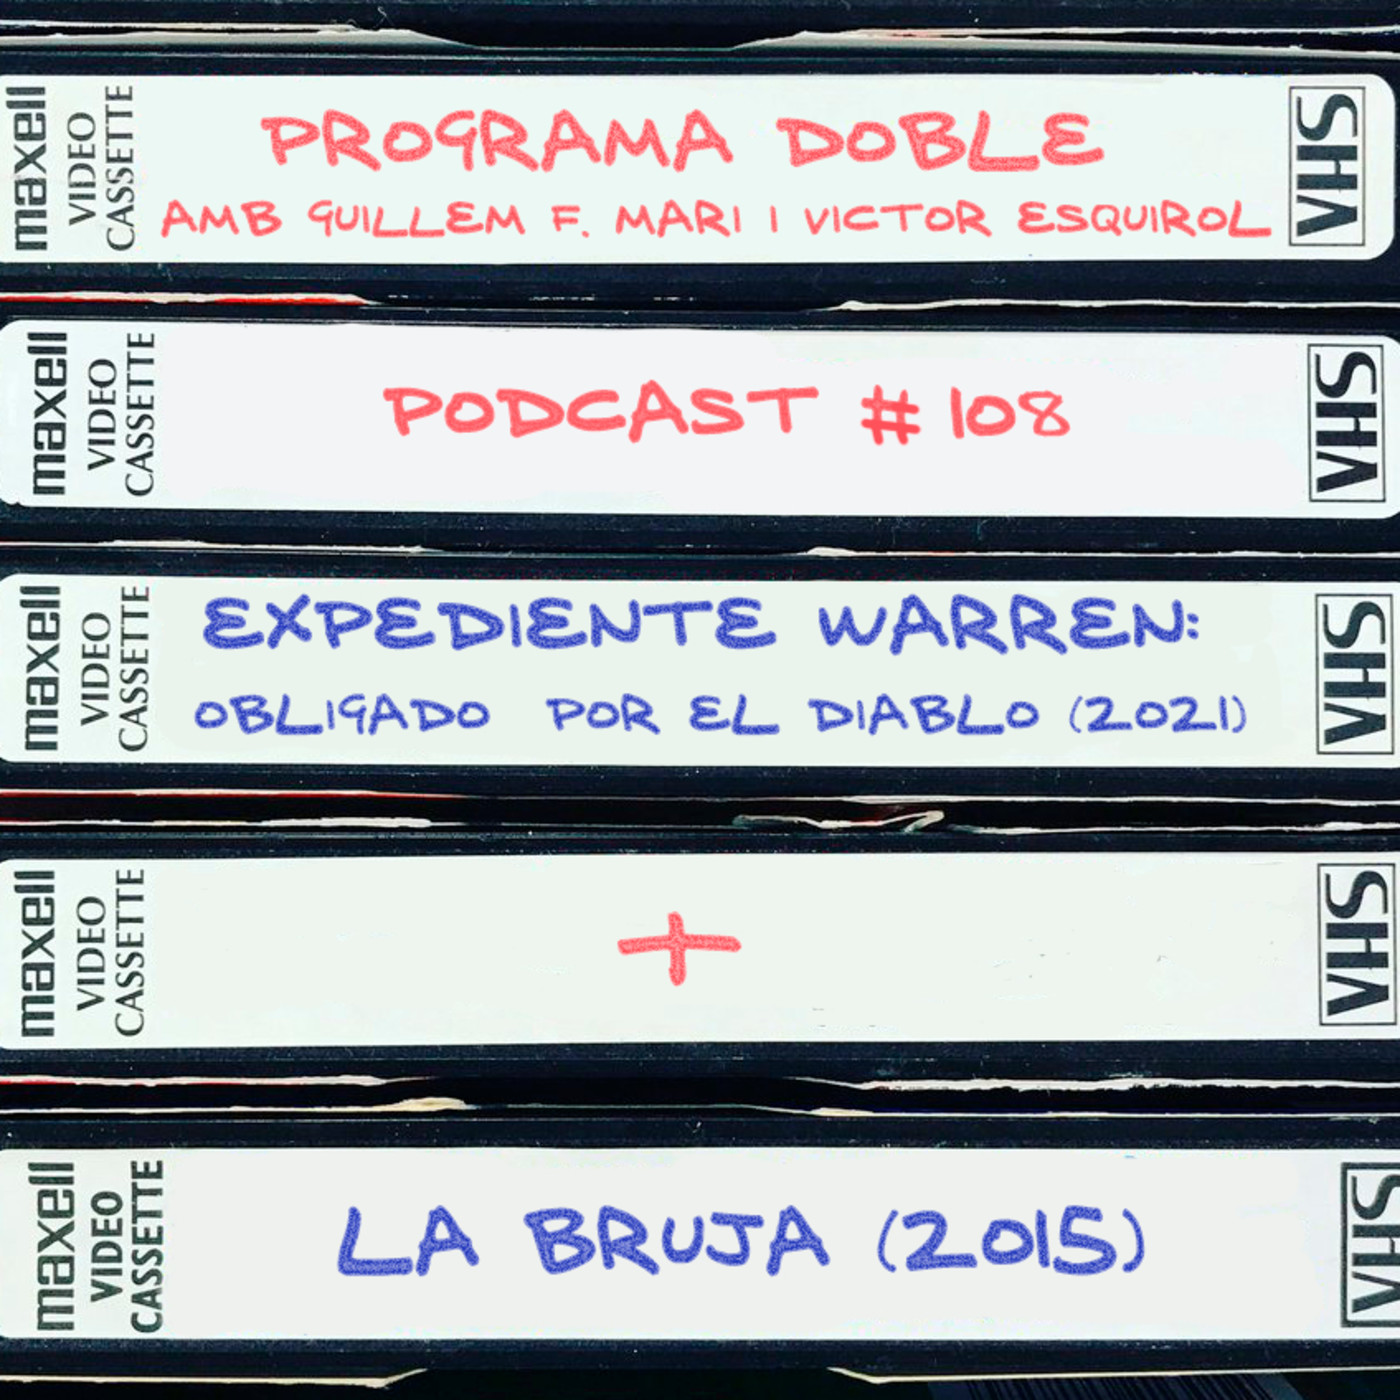 maxell
VIDEO
CASSETTE
PROGRAMA DOBLE
AMB GUILLEM F. MARI I VICTOR ESQUIROL
VHS
maxell
VIDEO
CASSETTE
PODCAST #108
VHS
maxell
VIDEO
CASSETTE
EXPEDIENTE WARREN:
OBLIGADO POR EL DIABLO (2021)
VHS
maxell
VIDEO
CASSETTE
+
VHS
maxell
VIDEO
CASSETTE
LA BRUJA (2015)
VHS